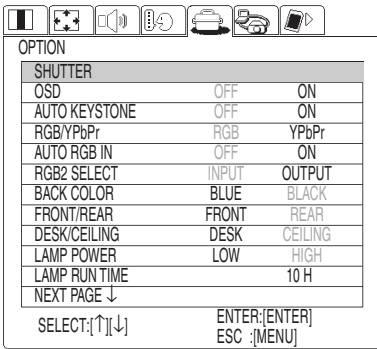 OPTION
SHUTTER
OSD OFF ON
AUTO KEYSTONE OFF ON
RGB/YPbPr RGB YPbPr
AUTO RGB IN OFF ON
RGB2 SELECT INPUT OUTPUT
BACK COLOR BLUE BLACK
FRONT/REAR FRONT REAR
DESK/CEILING DESK CEILING
LAMP POWER LOW HIGH
LAMP RUN TIME 10 H
NEXT PAGE ↓
SELECT:[↑][↓] ENTER:[ENTER]
ESC :[MENU]